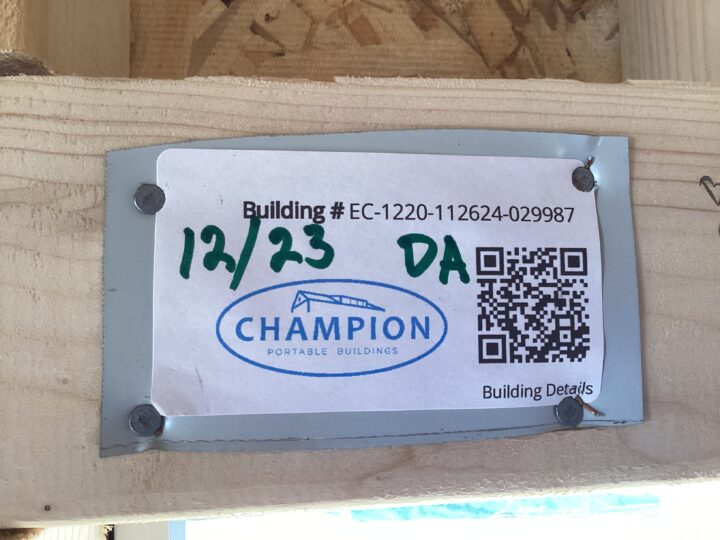 Building # EC-1220-112624-029987
12/23 DA
CHAMPION
PORTABLE BUILDINGS
Building Details